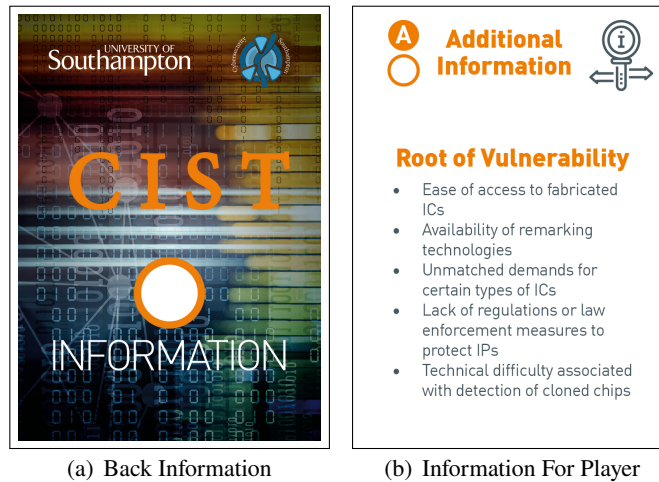 UNIVERSITY OF
Southampton
Cybersecurity Southampton
CIST
INFORMATION
(a) Back Information
A
Additional
Information
Root of Vulnerability
• Ease of access to fabricated
ICs
• Availability of remarking
technologies
• Unmatched demands for
certain types of ICs
• Lack of regulations or law
enforcement measures to
protect IPs
• Technical difficulty associated
with detection of cloned chips
(b) Information For Player